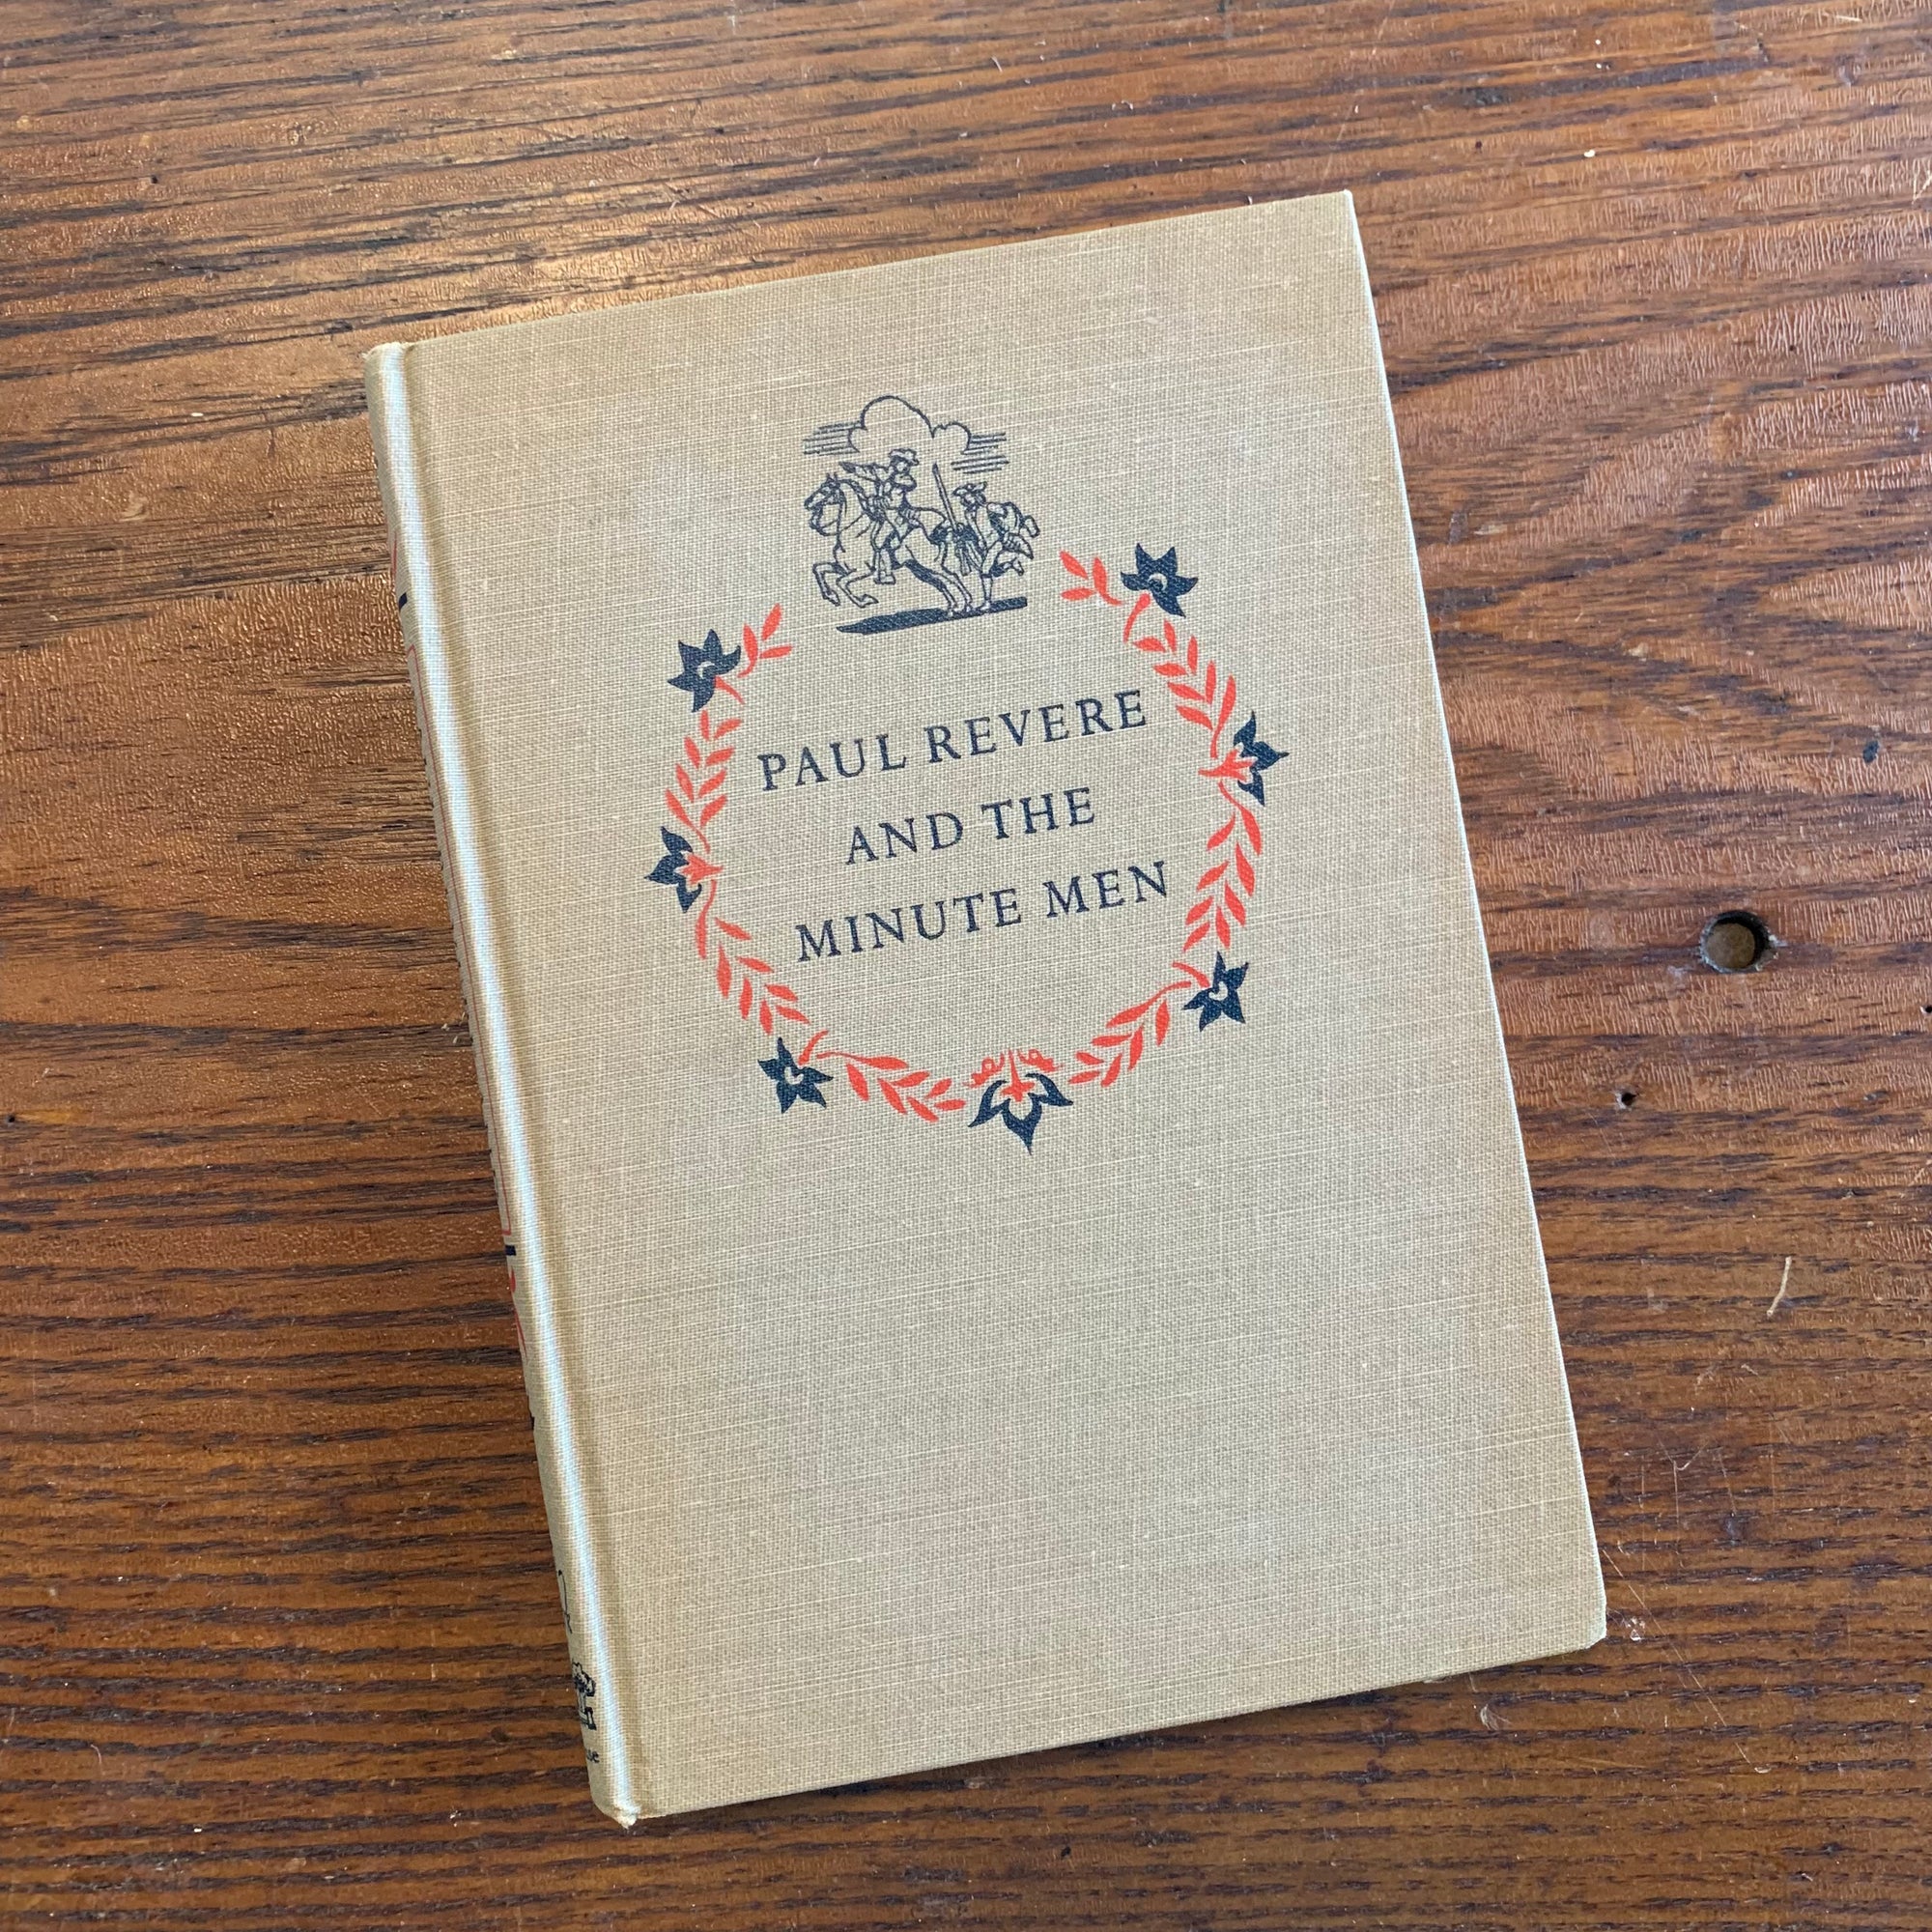 PAUL REVERE
AND THE
MINUTE MEN